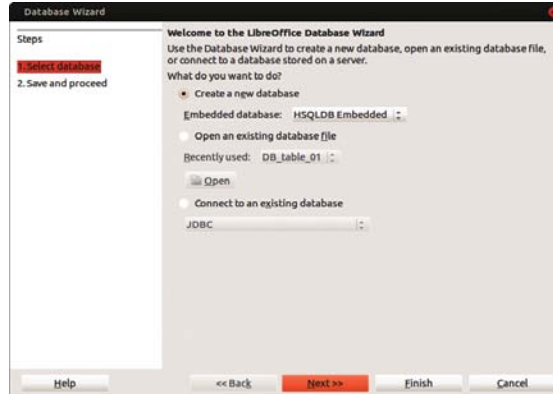 Database Wizard
Steps
1. Select database
2. Save and proceed
Welcome to the LibreOffice Database Wizard
Use the Database Wizard to create a new database, open an existing database file,
or connect to a database stored on a server.
What do you want to do?
Create a new database
Embedded database: HSQLDB Embedded
Open an existing database file
Recently used: DB_table_01
Open
Connect to an existing database
JDBC
Help
<< Back
Next >>
Finish
Cancel